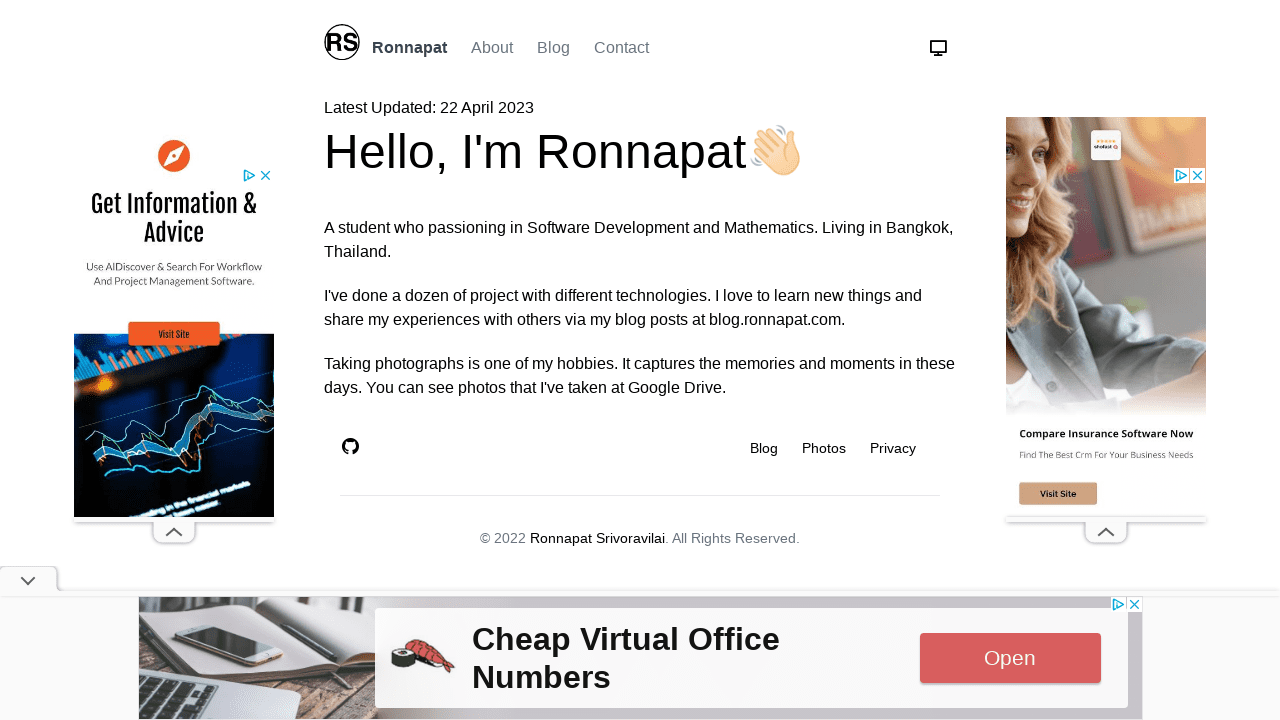 RS
Ronnapat
About
Blog
Contact
Latest Updated: 22 April 2023
Hello, I'm Ronnapat👋🏻
A student who passioning in Software Development and Mathematics. Living in Bangkok,
Thailand.
I've done a dozen of project with different technologies. I love to learn new things and
share my experiences with others via my blog posts at blog.ronnapat.com.
Taking photographs is one of my hobbies. It captures the memories and moments in these
days. You can see photos that I've taken at Google Drive.
Blog
Photos
Privacy
© 2022 Ronnapat Srivoravilai. All Rights Reserved.
Get Information &
Advice
Use AIDiscover & Search For Workflow
And Project Management Software.
Visit Site
Compare Insurance Software Now
Find The Best Crm For Your Business Needs
Visit Site
Cheap Virtual Office
Numbers
Open